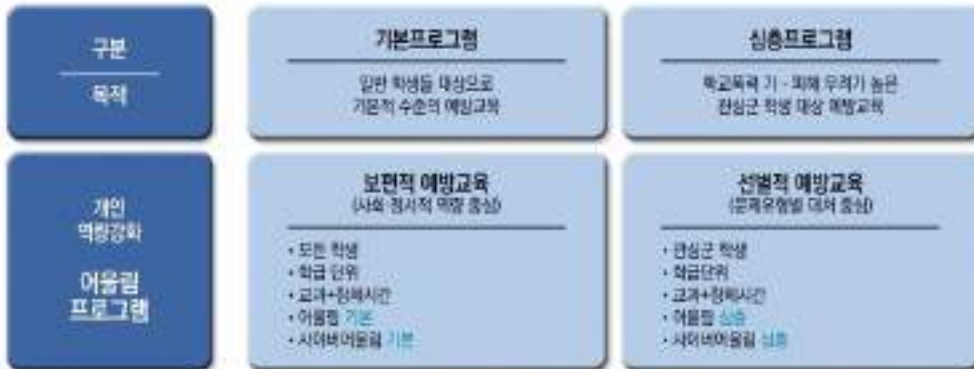 구분
목적
기본프로그램
일반 학생들 대상으로
기본적 수준의 예방교육
심층프로그램
학교폭력 가·피해 우려가 높은
관심군 학생 대상 예방교육
개인
역량강화
어울림
프로그램
보편적 예방교육
(사회·정서적 역량 중심)
• 모든 학생
• 학급 단위
• 교과+창체시간
• 어울림 기본
• 사이버어울림 기본
선별적 예방교육
(문제유형별 대처 중심)
• 관심군 학생
• 학급단위
• 교과+창체시간
• 어울림 심층
• 사이버어울림 심층